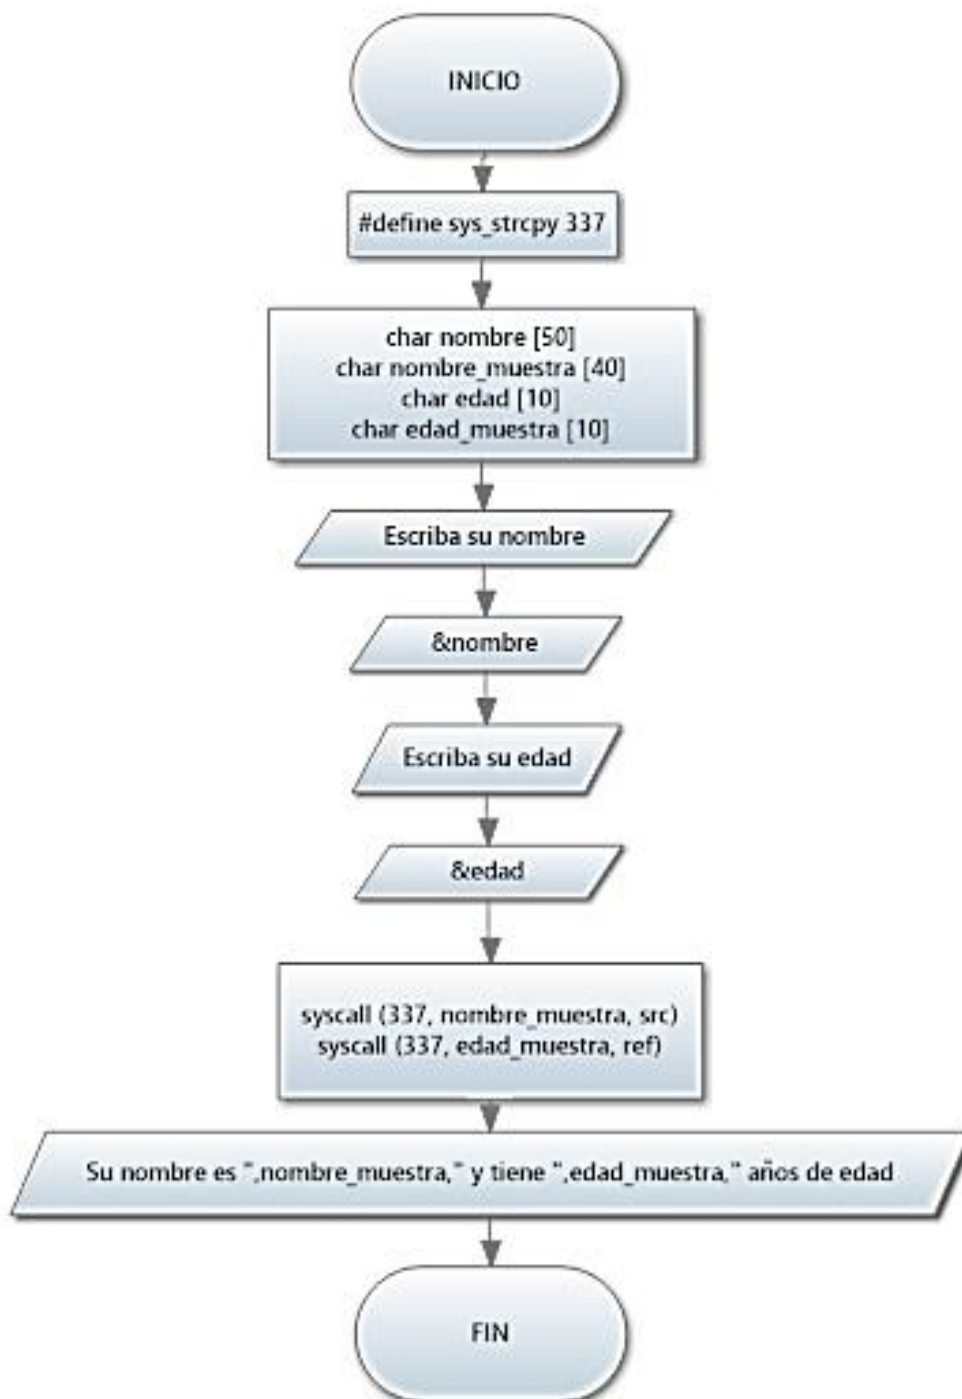 INICIO
#define sys_strcpy 337
char nombre [50]
char nombre_muestra [40]
char edad [10]
char edad_muestra [10]
Escriba su nombre
&nombre
Escriba su edad
&edad
syscall (337, nombre_muestra, src)
syscall (337, edad_muestra, ref)
Su nombre es ",nombre_muestra," y tiene ",edad_muestra," años de edad
FIN